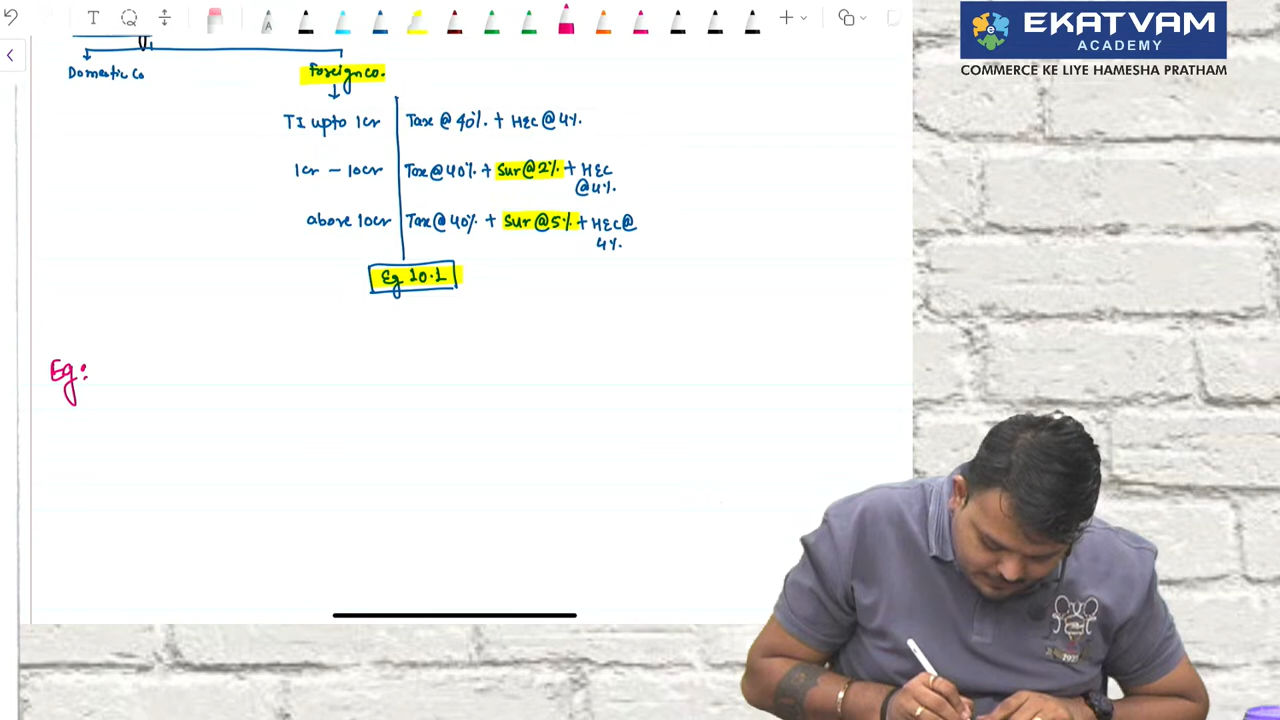 T
A
EKATVAM
ACADEMY
COMMERCE KE LIYE HAMESHA PRATHAM
Domestic Co
Foreign co.
TI upto 1cr Tax @ 40% + HEC @ 4%.
1cr - 10cr Tax @ 40% + Sur @ 2% + HEC
@ 4%.
above 10cr Tax @ 40% + Sur @ 5% + HEC @
4%.
Eg 10.1
Eg: